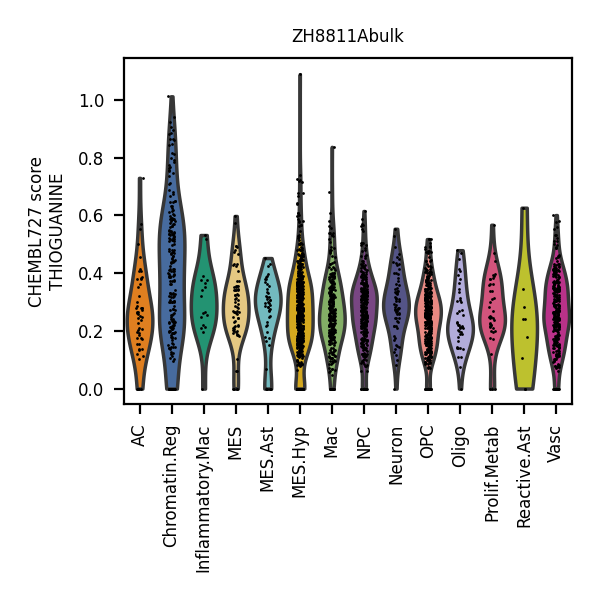 ZH8811Abulk
CHEMBL727 score
THIOGUANINE
1.0
0.8
0.6
0.4
0.2
0.0
AC
Chromatin.Reg
Inflammatory.Mac
MES
MES.Ast
MES.Hyp
Mac
NPC
Neuron
OPC
Oligo
Prolif.Metab
Reactive.Ast
Vasc